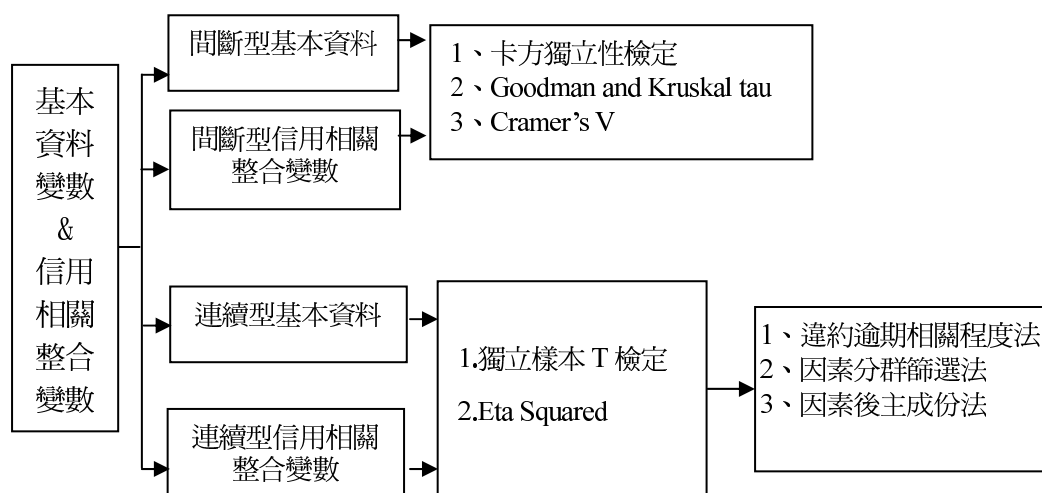 基本
資料
變數
&
信用
相關
整合
變數
間斷型基本資料
間斷型信用相關
整合變數
1、卡方獨立性檢定
2、Goodman and Kruskal tau
3、Cramer’s V
連續型基本資料
連續型信用相關
整合變數
1.獨立樣本 T 檢定
2.Eta Squared
1、違約逾期相關程度法
2、因素分群篩選法
3、因素後主成份法